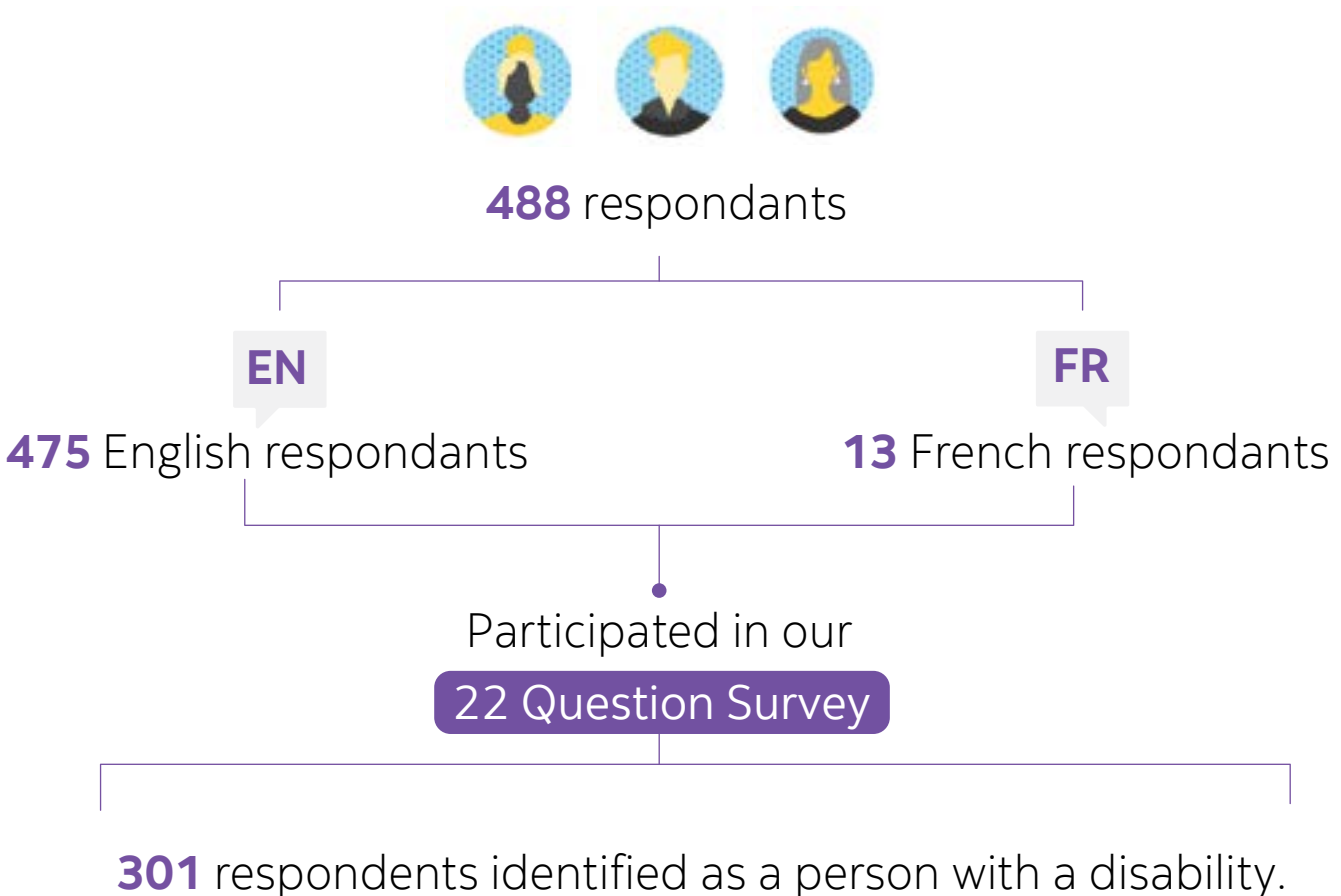 488 respondants
EN
FR
475 English respondants
13 French respondants
Participated in our
22 Question Survey
301 respondents identified as a person with a disability.